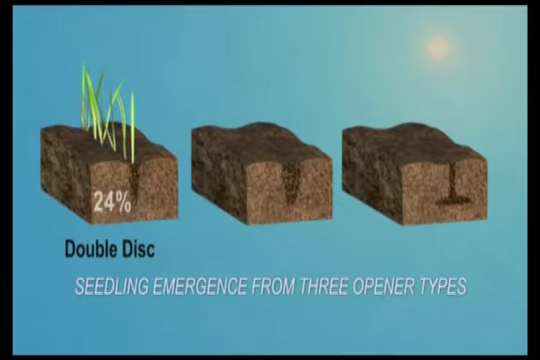 24%
Double Disc
SEEDLING EMERGENCE FROM THREE OPENER TYPES